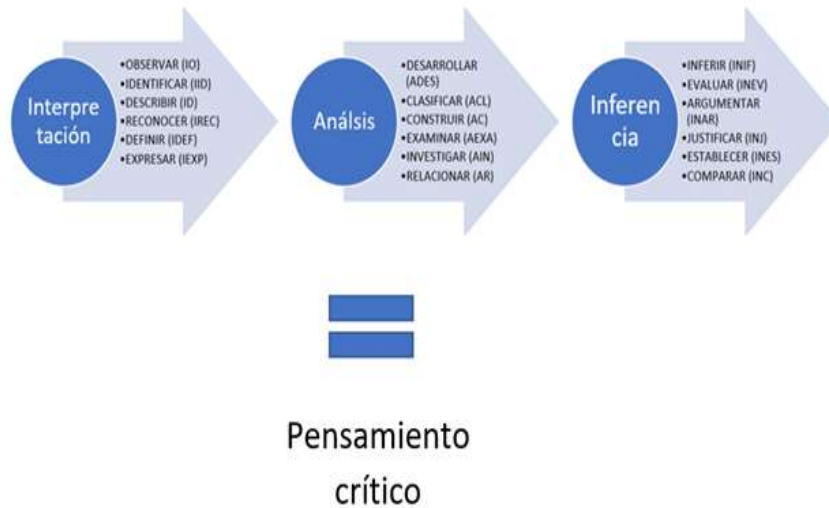 Interpre
tación
•OBSERVAR (IO)
•IDENTIFICAR (IID)
•DESCRIBIR (ID)
•RECONOCER (IREC)
•DEFINIR (IDEF)
•EXPRESAR (IEXP)
Análsis
•DESARROLLAR
(ADES)
•CLASIFICAR (ACL)
•CONSTRUIR (AC)
•EXAMINAR (AEXA)
•INVESTIGAR (AIN)
•RELACIONAR (AR)
Inferen
cia
•INFERIR (INIF)
•EVALUAR (INEV)
•ARGUMENTAR
(INAR)
•JUSTIFICAR (INJ)
•ESTABLECER (INES)
•COMPARAR (INC)
Pensamiento
crítico